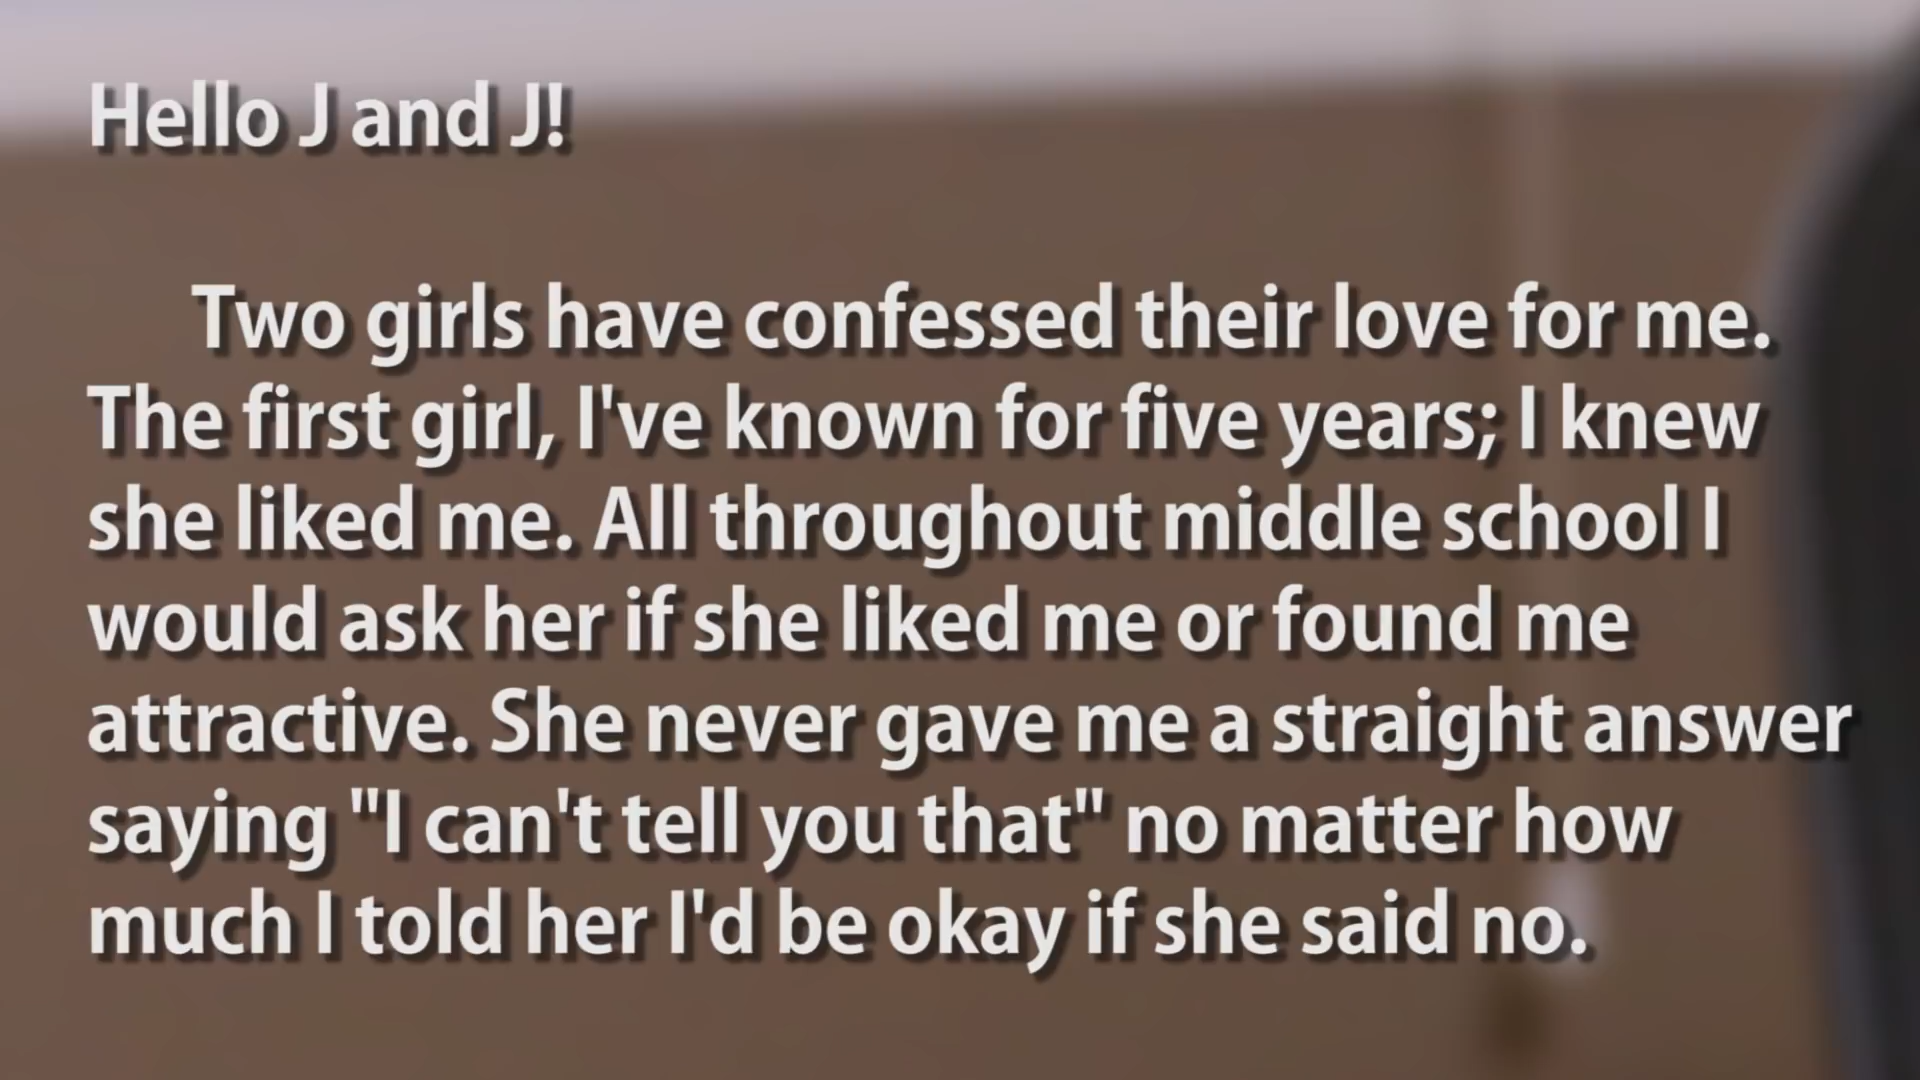 Hello J and J!
Two girls have confessed their love for me.
The first girl, I've known for five years; I knew
she liked me. All throughout middle school I
would ask her if she liked me or found me
attractive. She never gave me a straight answer
saying "I can't tell you that" no matter how
much I told her I'd be okay if she said no.